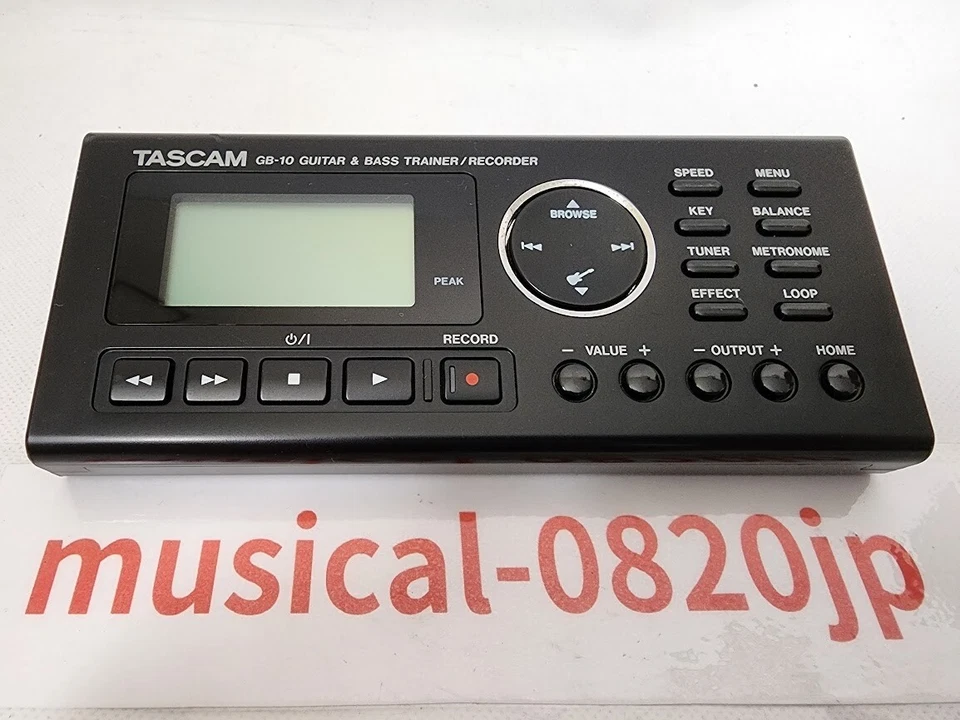 TASCAM GB-10 GUITAR & BASS TRAINER/RECORDER
SPEED MENU
BROWSE
KEY BALANCE
TUNER METRONOME
PEAK
EFFECT LOOP
RECORD
− VALUE + − OUTPUT + HOME
musical-0820jp